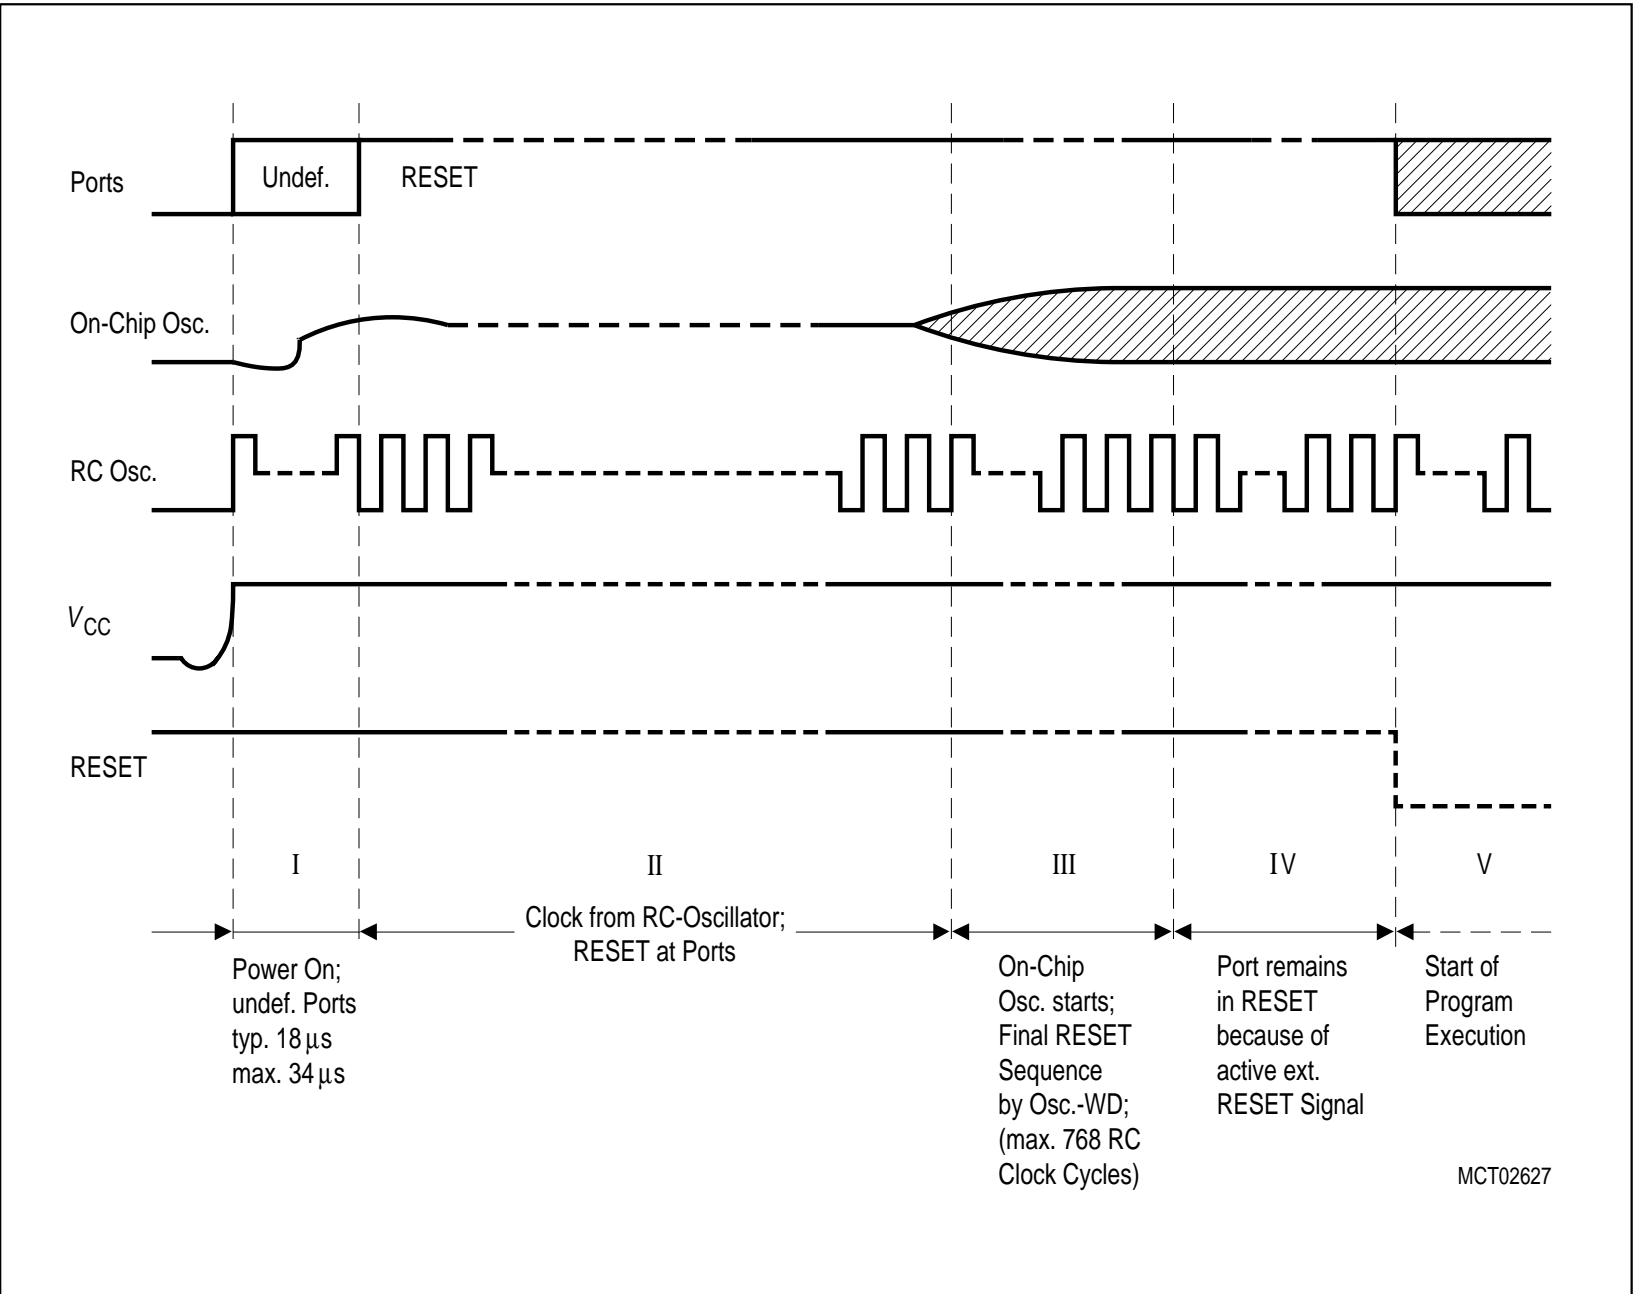 Ports
Undef.
RESET
On-Chip Osc.
RC Osc.
VCC
RESET
I
II
III
IV
V
Clock from RC-Oscillator;
RESET at Ports
Power On;
undef. Ports
typ. 18 µs
max. 34 µs
On-Chip
Osc. starts;
Final RESET
Sequence
by Osc.-WD;
(max. 768 RC
Clock Cycles)
Port remains
in RESET
because of
active ext.
RESET Signal
Start of
Program
Execution
MCT02627